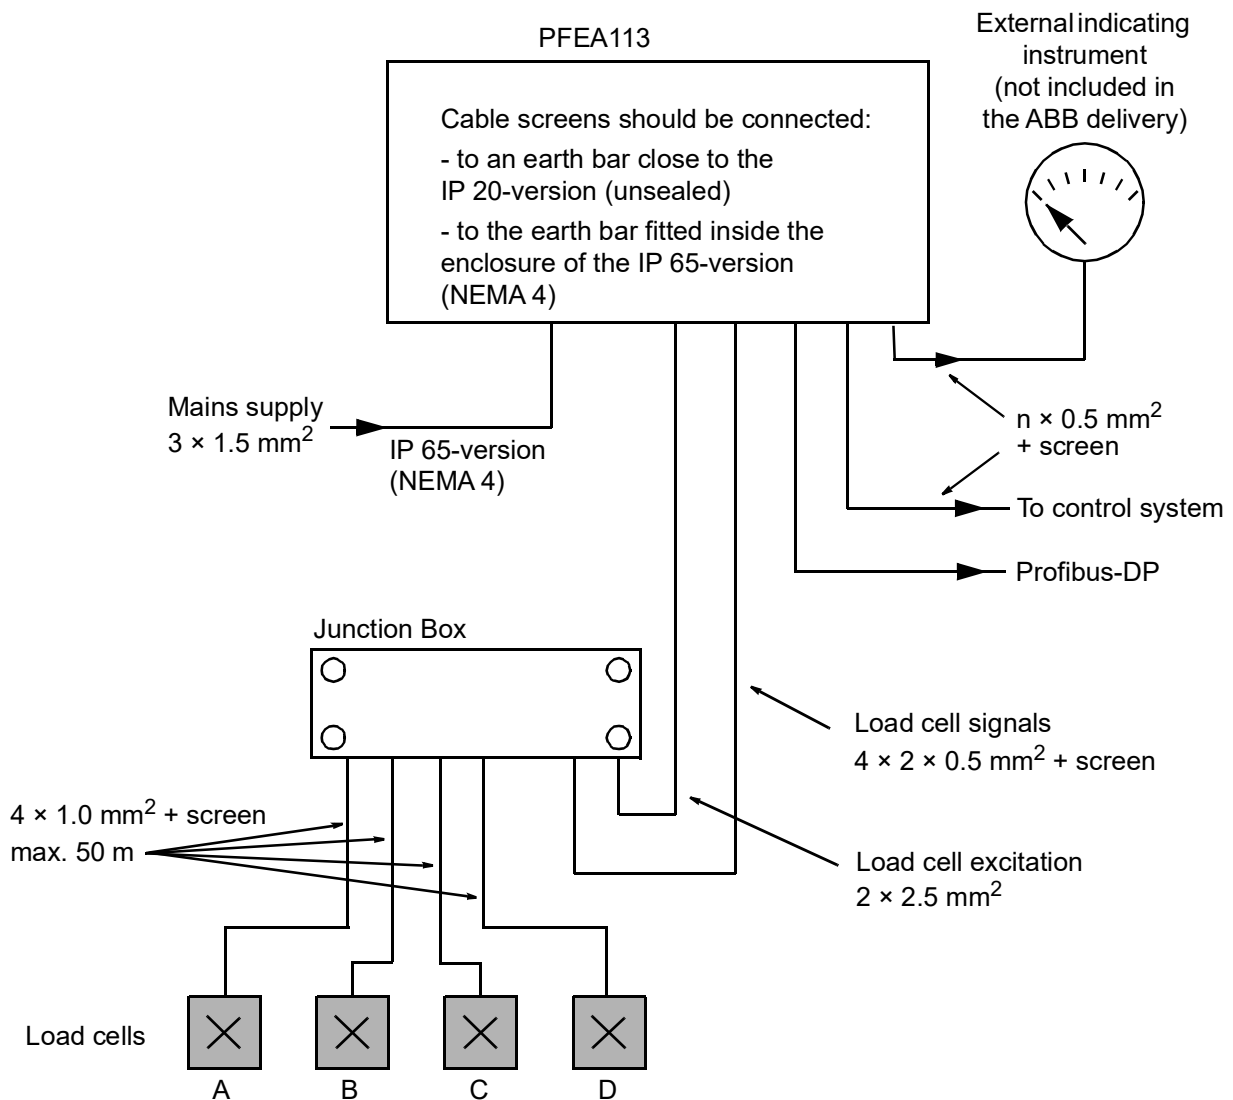 PFEA113
External indicating
instrument
(not included in
the ABB delivery)
Cable screens should be connected:
- to an earth bar close to the
IP 20-version (unsealed)
- to the earth bar fitted inside the
enclosure of the IP 65-version
(NEMA 4)
Mains supply
3 × 1.5 mm²
IP 65-version
(NEMA 4)
n × 0.5 mm²
+ screen
To control system
Profibus-DP
Junction Box
Load cell signals
4 × 2 × 0.5 mm² + screen
4 × 1.0 mm² + screen
max. 50 m
Load cell excitation
2 × 2.5 mm²
Load cells
A
B
C
D